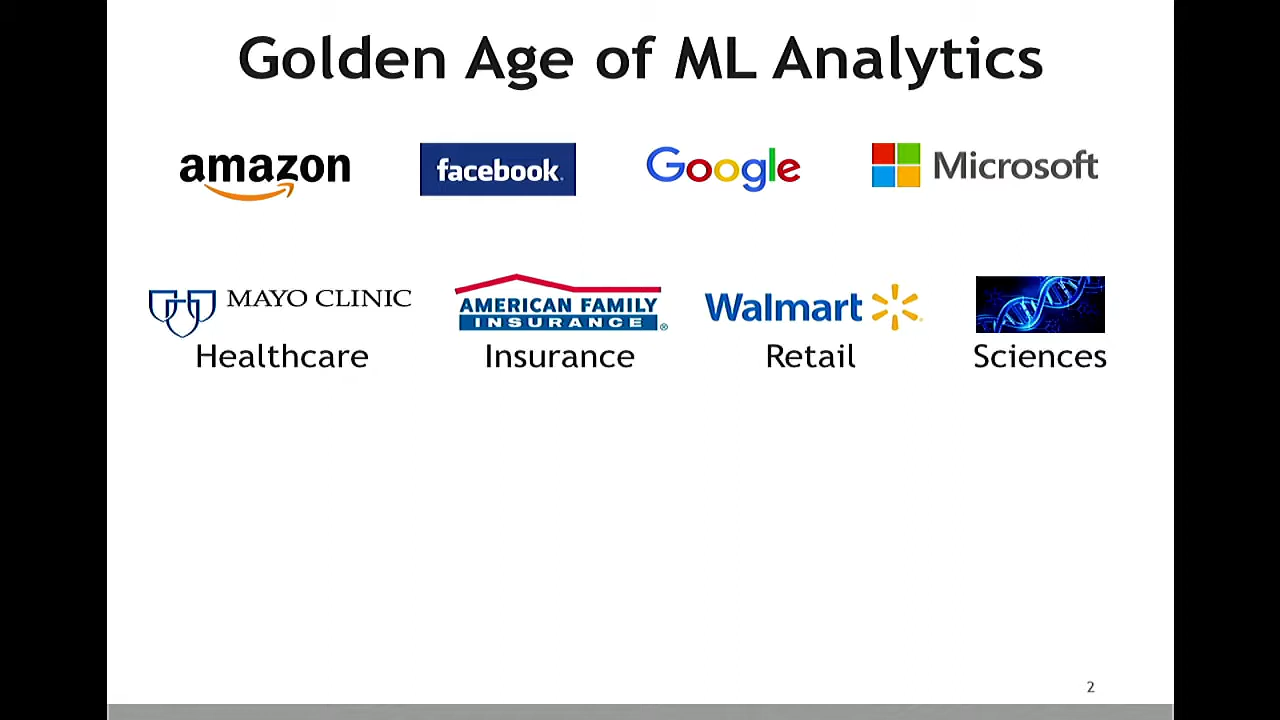 Golden Age of ML Analytics
amazon facebook. Google Microsoft
MAYO CLINIC AMERICAN FAMILY INSURANCE ® Walmart
Healthcare Insurance Retail Sciences
2